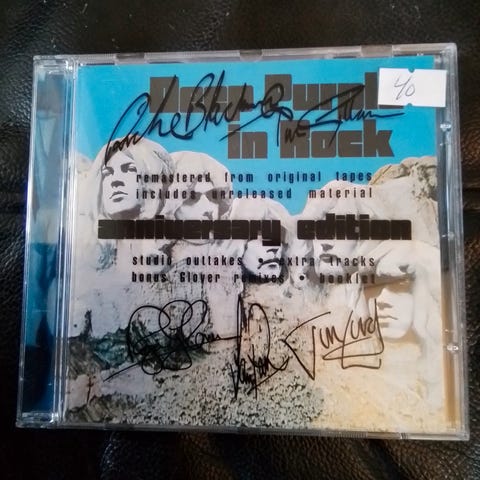 Deep Purple
40
in Rock
remastered from original tapes
includes unreleased material
anniversary edition
studio outtakes • extra tracks
bonus Glover remixes • booklet